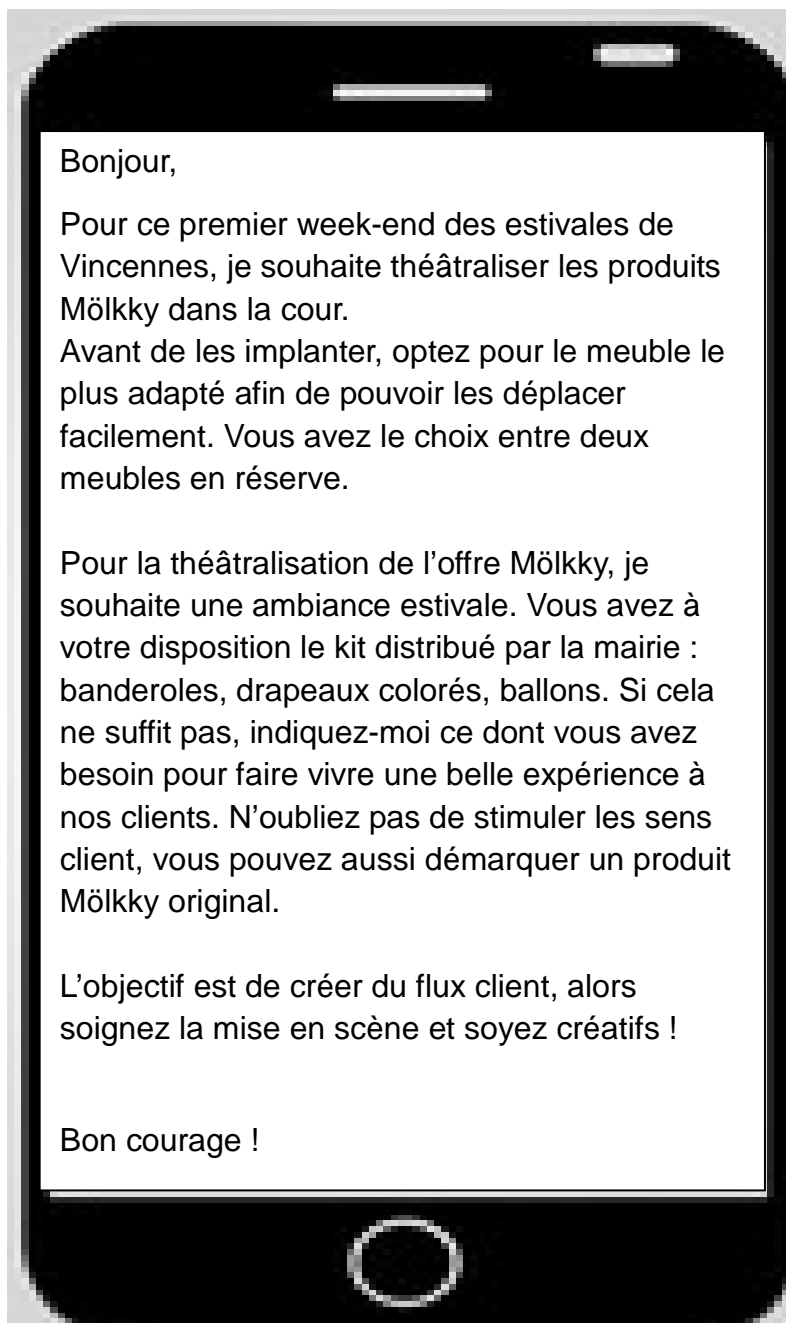 Bonjour,
Pour ce premier week-end des estivales de
Vincennes, je souhaite théâtraliser les produits
Mölkky dans la cour.
Avant de les implanter, optez pour le meuble le
plus adapté afin de pouvoir les déplacer
facilement. Vous avez le choix entre deux
meubles en réserve.
Pour la théâtralisation de l’offre Mölkky, je
souhaite une ambiance estivale. Vous avez à
votre disposition le kit distribué par la mairie :
banderoles, drapeaux colorés, ballons. Si cela
ne suffit pas, indiquez-moi ce dont vous avez
besoin pour faire vivre une belle expérience à
nos clients. N’oubliez pas de stimuler les sens
client, vous pouvez aussi démarquer un produit
Mölkky original.
L’objectif est de créer du flux client, alors
soignez la mise en scène et soyez créatifs !
Bon courage !